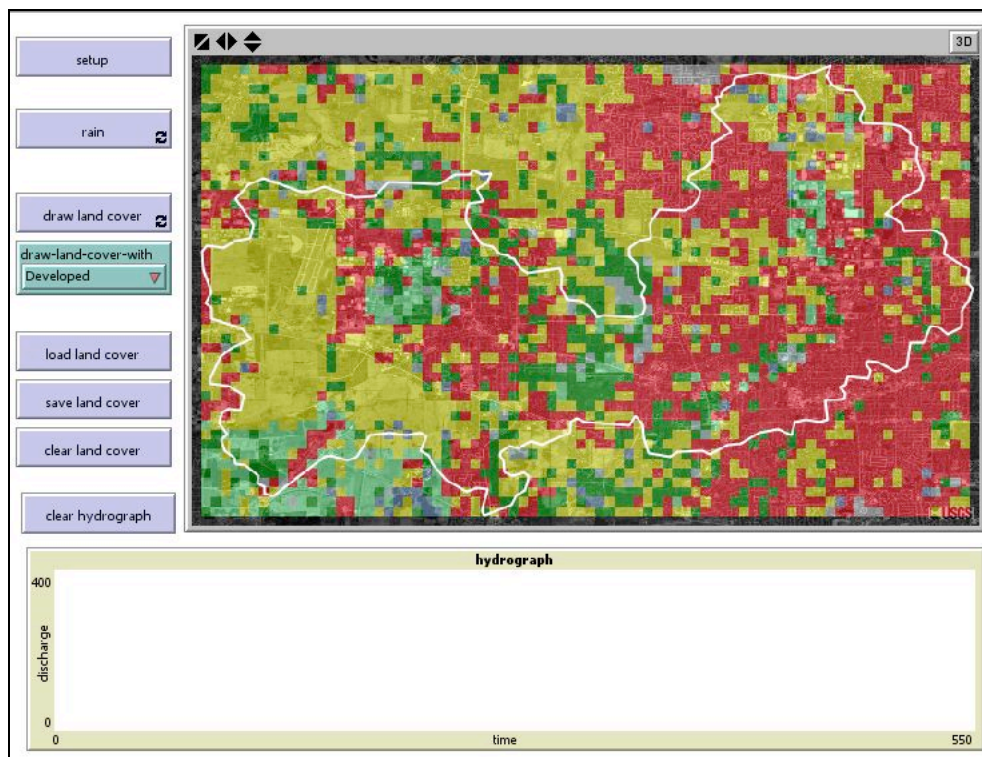 setup
3D
rain
draw land cover
draw-land-cover-with
Developed
load land cover
save land cover
clear land cover
clear hydrograph
USGS
hydrograph
400
discharge
0
0
time
550